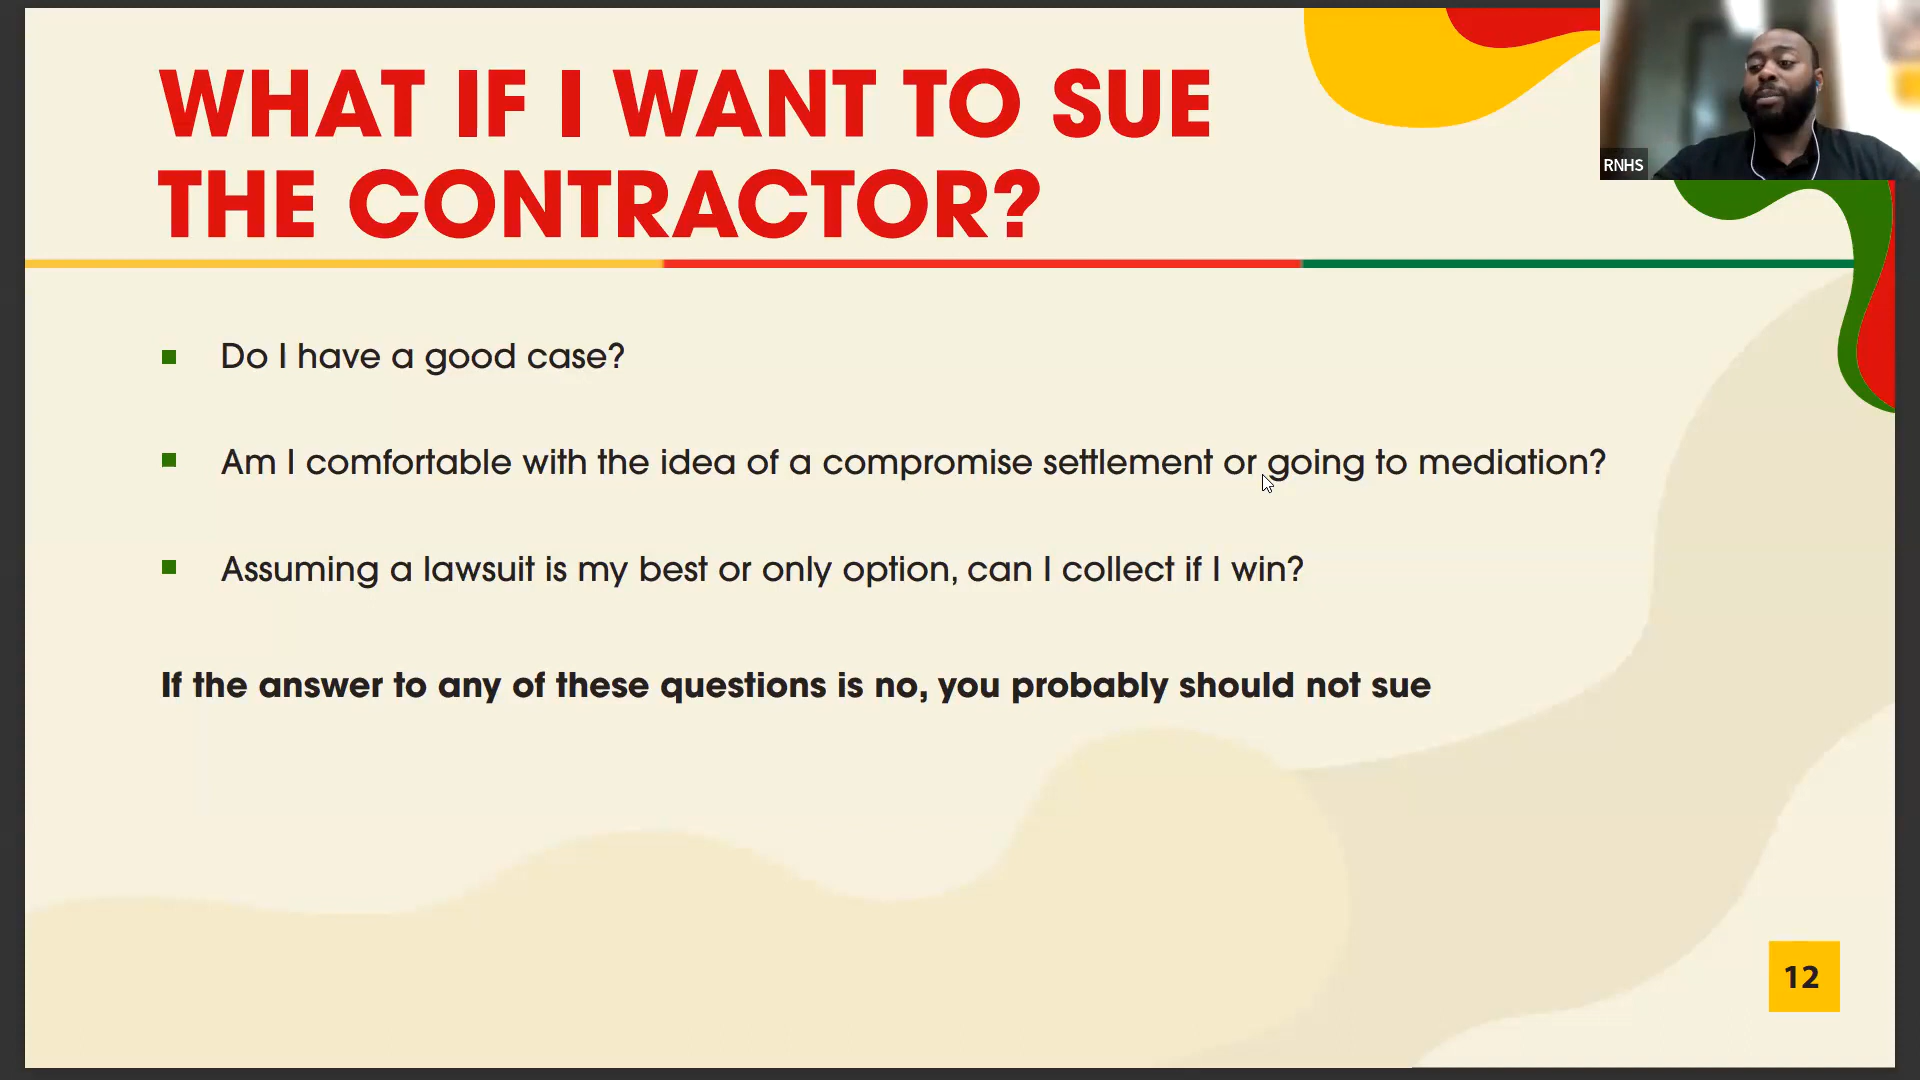 WHAT IF I WANT TO SUE
THE CONTRACTOR?
RNHS
Do I have a good case?
Am I comfortable with the idea of a compromise settlement or going to mediation?
Assuming a lawsuit is my best or only option, can I collect if I win?
If the answer to any of these questions is no, you probably should not sue
12